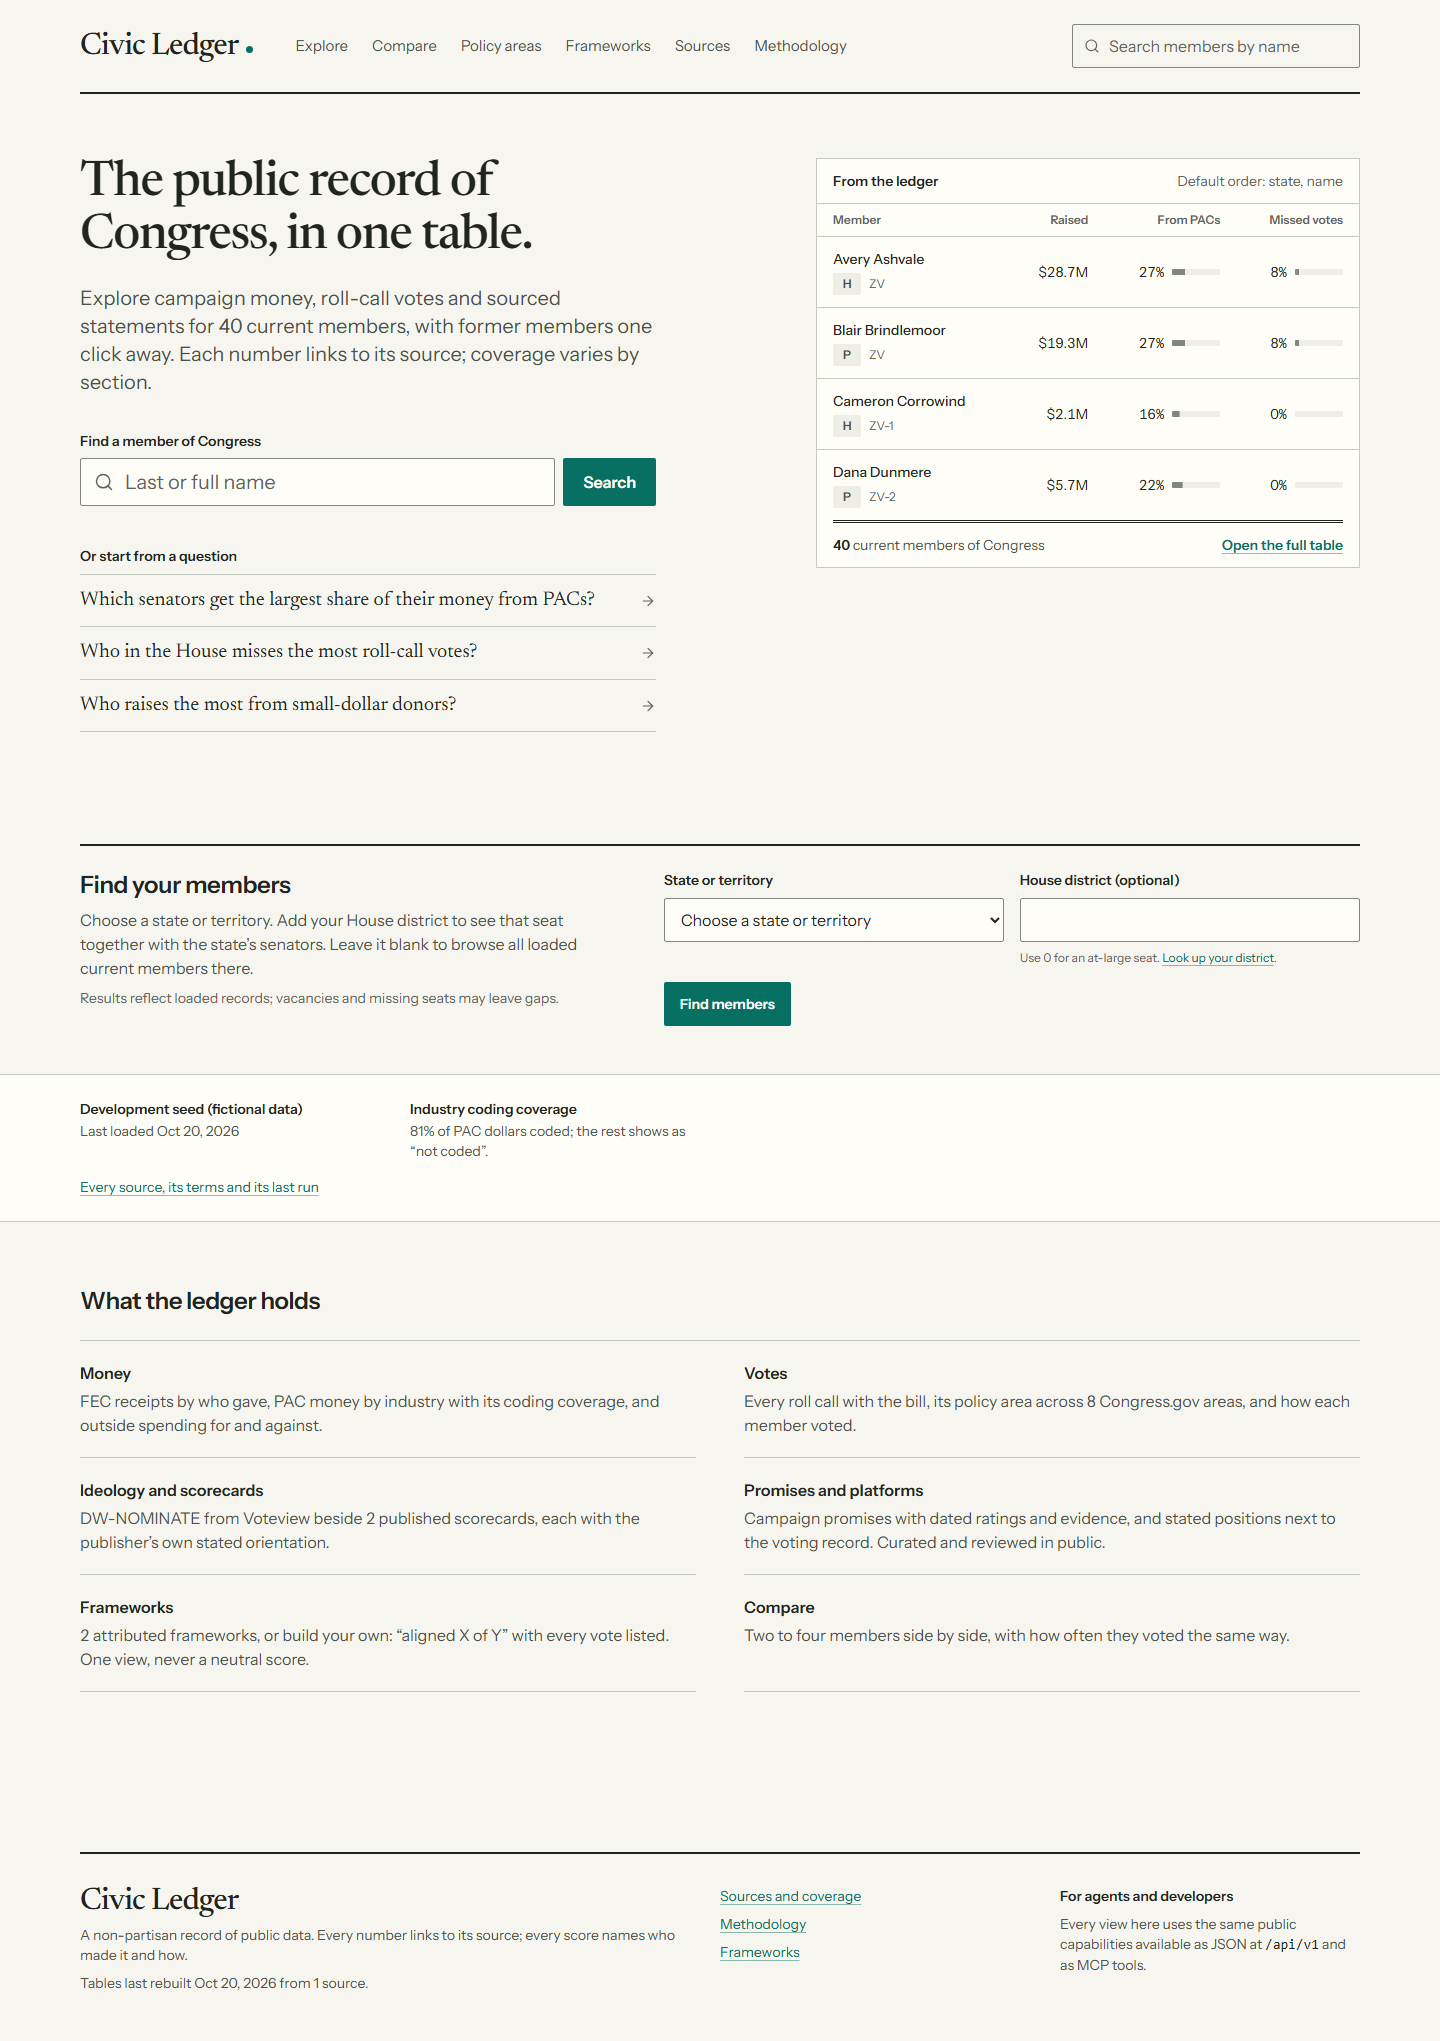 Civic Ledger
Explore
Compare
Policy areas
Frameworks
Sources
Methodology
Search members by name
The public record of
Congress, in one table.
Explore campaign money, roll-call votes and sourced
statements for 40 current members, with former members one
click away. Each number links to its source; coverage varies by
section.
Find a member of Congress
Last or full name
Search
Or start from a question
Which senators get the largest share of their money from PACs?
Who in the House misses the most roll-call votes?
Who raises the most from small-dollar donors?
From the ledger
Default order: state, name
Member Raised From PACs Missed votes
Avery Ashvale
H ZV
$28.7M 27% 8%
Blair Brindlemoor
P ZV
$19.3M 27% 8%
Cameron Corrowind
H ZV-1
$2.1M 16% 0%
Dana Dunmere
P ZV-2
$5.7M 22% 0%
40 current members of Congress
Open the full table
Find your members
Choose a state or territory. Add your House district to see that seat
together with the state’s senators. Leave it blank to browse all loaded
current members there.
Results reflect loaded records; vacancies and missing seats may leave gaps.
State or territory
Choose a state or territory
House district (optional)
Use 0 for an at-large seat. Look up your district.
Find members
Development seed (fictional data)
Last loaded Oct 20, 2026
Industry coding coverage
81% of PAC dollars coded; the rest shows as
“not coded”.
Every source, its terms and its last run
What the ledger holds
Money
FEC receipts by who gave, PAC money by industry with its coding coverage, and
outside spending for and against.
Votes
Every roll call with the bill, its policy area across 8 Congress.gov areas, and how each
member voted.
Ideology and scorecards
DW-NOMINATE from Voteview beside 2 published scorecards, each with the
publisher’s own stated orientation.
Promises and platforms
Campaign promises with dated ratings and evidence, and stated positions next to
the voting record. Curated and reviewed in public.
Frameworks
2 attributed frameworks, or build your own: “aligned X of Y” with every vote listed.
One view, never a neutral score.
Compare
Two to four members side by side, with how often they voted the same way.
Civic Ledger
A non-partisan record of public data. Every number links to its source; every score names who
made it and how.
Tables last rebuilt Oct 20, 2026 from 1 source.
Sources and coverage
Methodology
Frameworks
For agents and developers
Every view here uses the same public
capabilities available as JSON at /api/v1 and
as MCP tools.